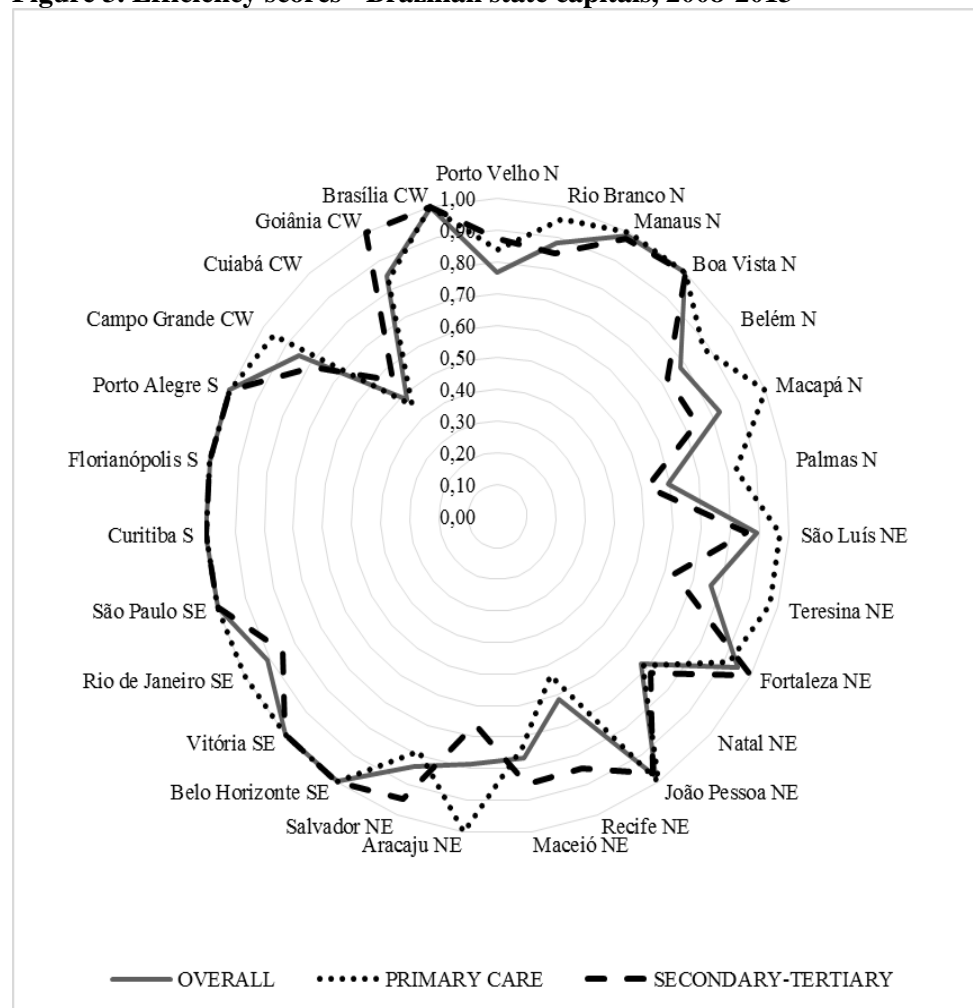 Figure 3. Efficiency scores - Brazilian state capitals, 2008-2013
Porto Velho N
Rio Branco N
Manaus N
Boa Vista N
Belém N
Macapá N
Palmas N
São Luís NE
Teresina NE
Fortaleza NE
Natal NE
João Pessoa NE
Recife NE
Maceió NE
Aracaju NE
Salvador NE
Belo Horizonte SE
Vitória SE
Rio de Janeiro SE
São Paulo SE
Curitiba S
Florianópolis S
Porto Alegre S
Campo Grande CW
Cuiabá CW
Goiânia CW
Brasília CW
1,00
0,90
0,80
0,70
0,60
0,50
0,40
0,30
0,20
0,10
0,00
OVERALL
PRIMARY CARE
SECONDARY-TERTIARY